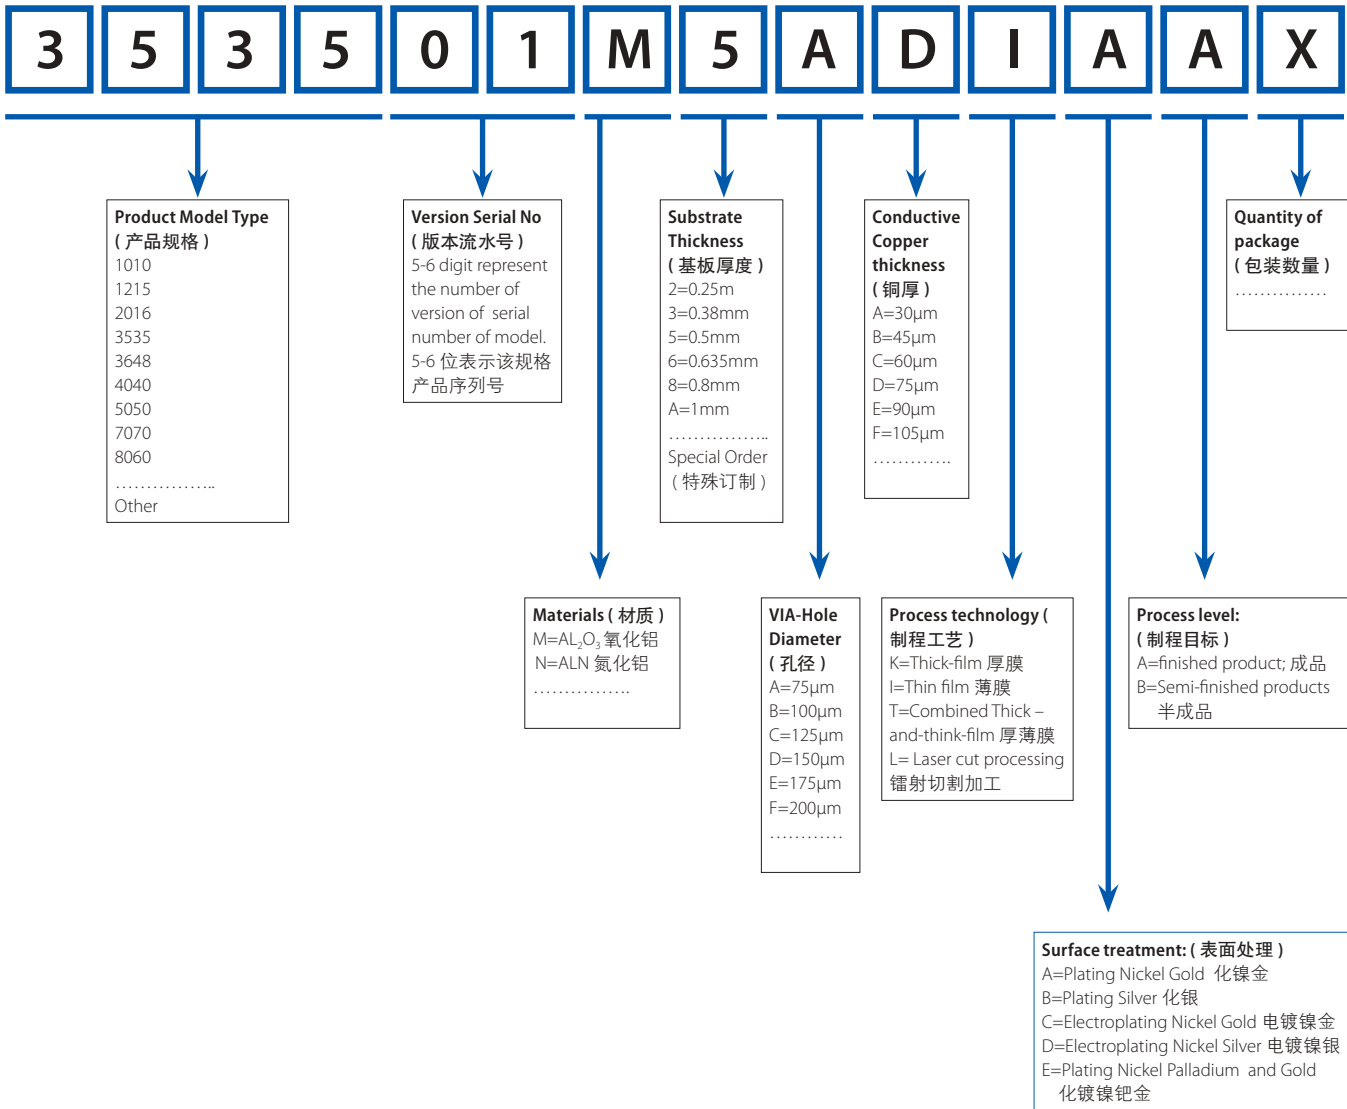 3 5 3 5 0 1 M 5 A D I A A X
Product Model Type
( 产品规格 )
1010
1215
2016
3535
3648
4040
5050
7070
8060
……………..
Other
Version Serial No
( 版本流水号 )
5-6 digit represent
the number of
version of serial
number of model.
5-6 位表示该规格
产品序列号
Substrate
Thickness
( 基板厚度 )
2=0.25m
3=0.38mm
5=0.5mm
6=0.635mm
8=0.8mm
A=1mm
……………..
Special Order
( 特殊订制 )
Conductive
Copper
thickness
( 铜厚 )
A=30μm
B=45μm
C=60μm
D=75μm
E=90μm
F=105μm
………….
Quantity of
package
( 包装数量 )
……………
Materials ( 材质 )
M=AL₂O₃ 氧化铝
N=ALN 氮化铝
…………….
VIA-Hole
Diameter
( 孔径 )
A=75μm
B=100μm
C=125μm
D=150μm
E=175μm
F=200μm
…………
Process technology (
制程工艺 )
K=Thick-film 厚膜
I=Thin film 薄膜
T=Combined Thick –
and-think-film 厚薄膜
L= Laser cut processing
镭射切割加工
Process level:
( 制程目标 )
A=finished product; 成品
B=Semi-finished products
半成品
Surface treatment: ( 表面处理 )
A=Plating Nickel Gold 化镍金
B=Plating Silver 化银
C=Electroplating Nickel Gold 电镀镍金
D=Electroplating Nickel Silver 电镀镍银
E=Plating Nickel Palladium and Gold
化镀镍钯金